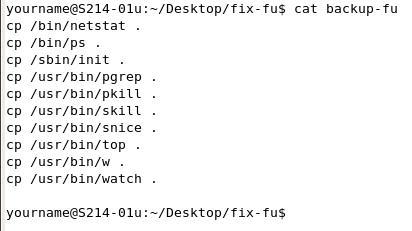 yourname@S214-01u:~/Desktop/fix-fu$ cat backup-fu
cp /bin/netstat .
cp /bin/ps .
cp /sbin/init .
cp /usr/bin/pgrep .
cp /usr/bin/pkill .
cp /usr/bin/skill .
cp /usr/bin/snice .
cp /usr/bin/top .
cp /usr/bin/w .
cp /usr/bin/watch .
yourname@S214-01u:~/Desktop/fix-fu$